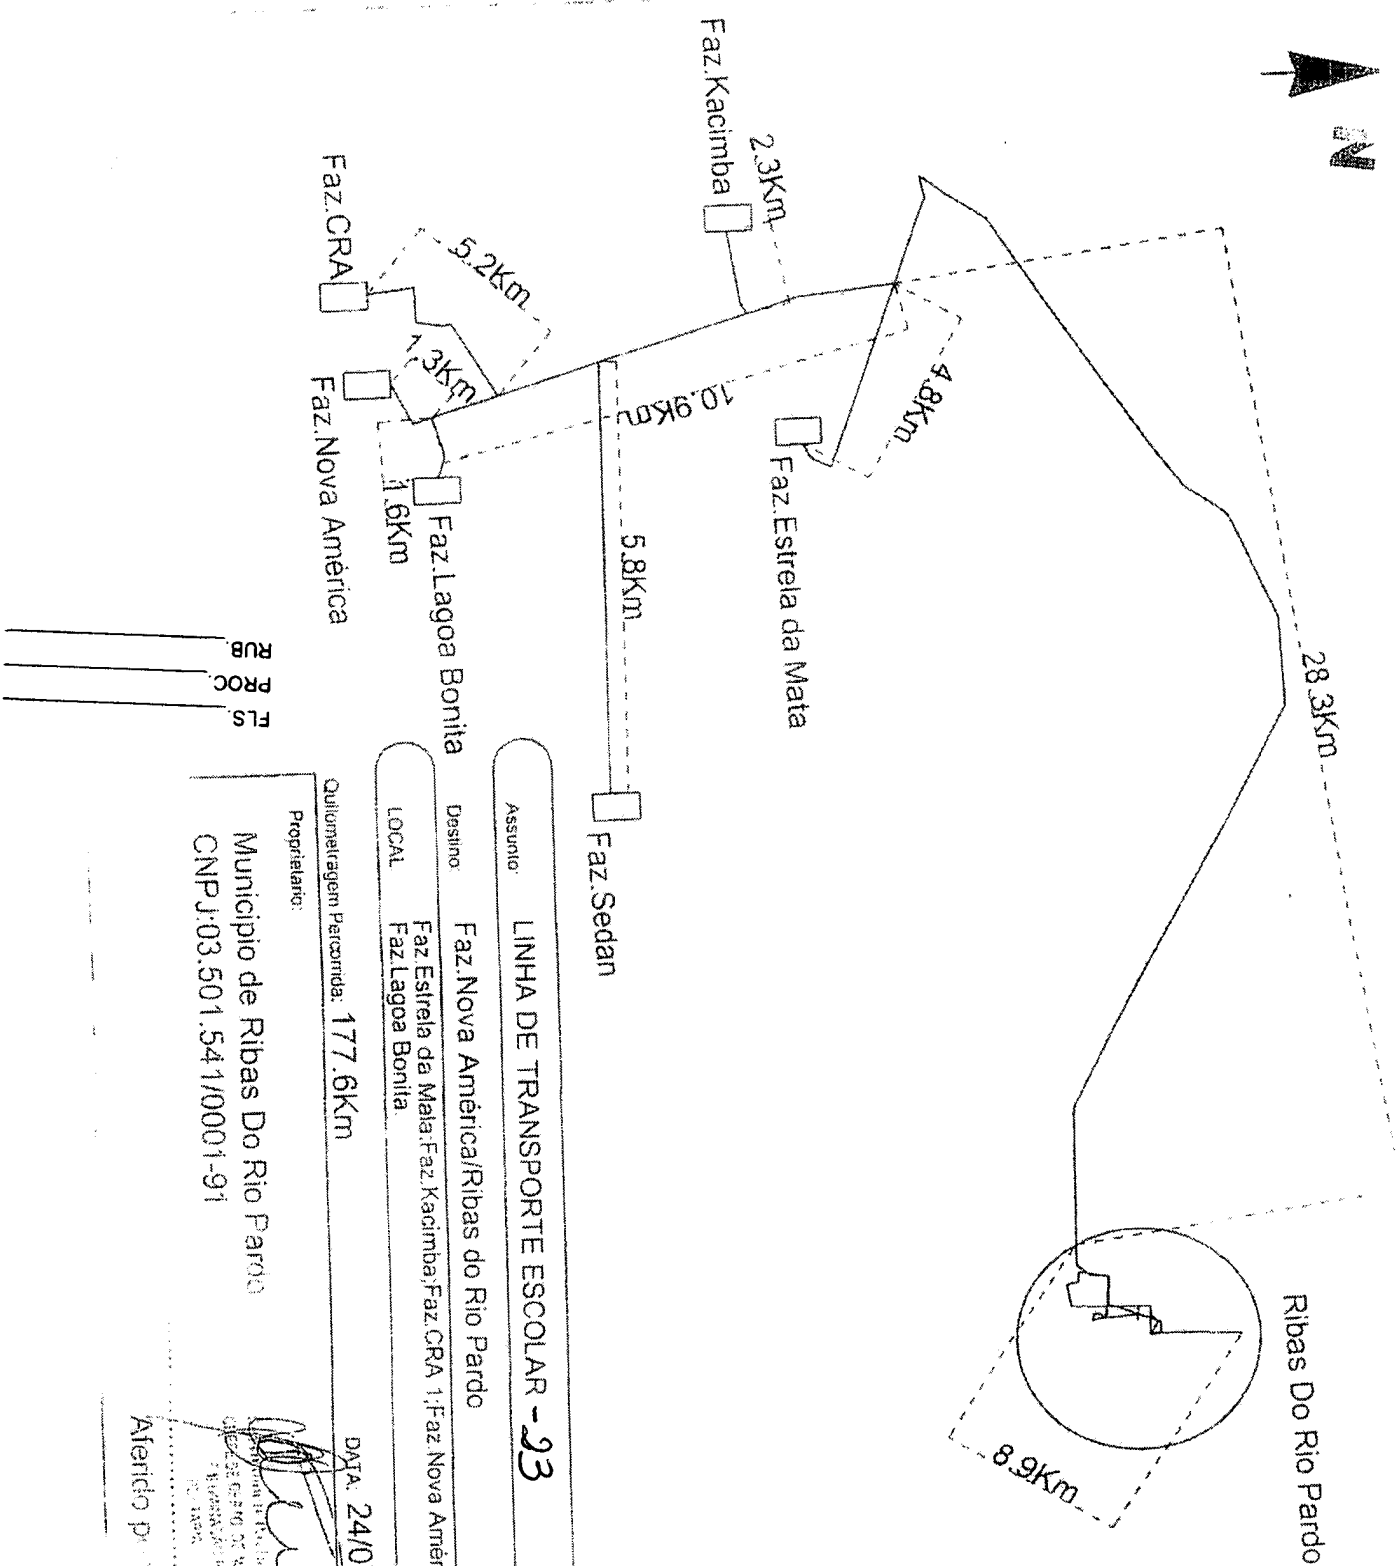 N
Ribas Do Rio Pardo
28.3Km
8.9Km
Faz.Kacimba
2.3Km
4.8Km
Faz.Estrela da Mata
10.9Km
5.8Km
Faz.Sedan
5.2Km
Faz.CRA
Faz.Nova América
1.6Km
Faz.Lagoa Bonita
FLS.
PROC.
RUB.
Assunto: LINHA DE TRANSPORTE ESCOLAR - 23
Destino: Faz.Nova América/Ribas do Rio Pardo
LOCAL Faz.Estrela da Mata;Faz.Kacimba;Faz.CRA 1;Faz.Nova Amér
Faz.Lagoa Bonita.
Quilometragem Percorrida: 177.6Km
DATA: 24/0
Proprietario:
Municipio de Ribas Do Rio Pardo
CNPJ:03.501.541/0001-91
Aferido p